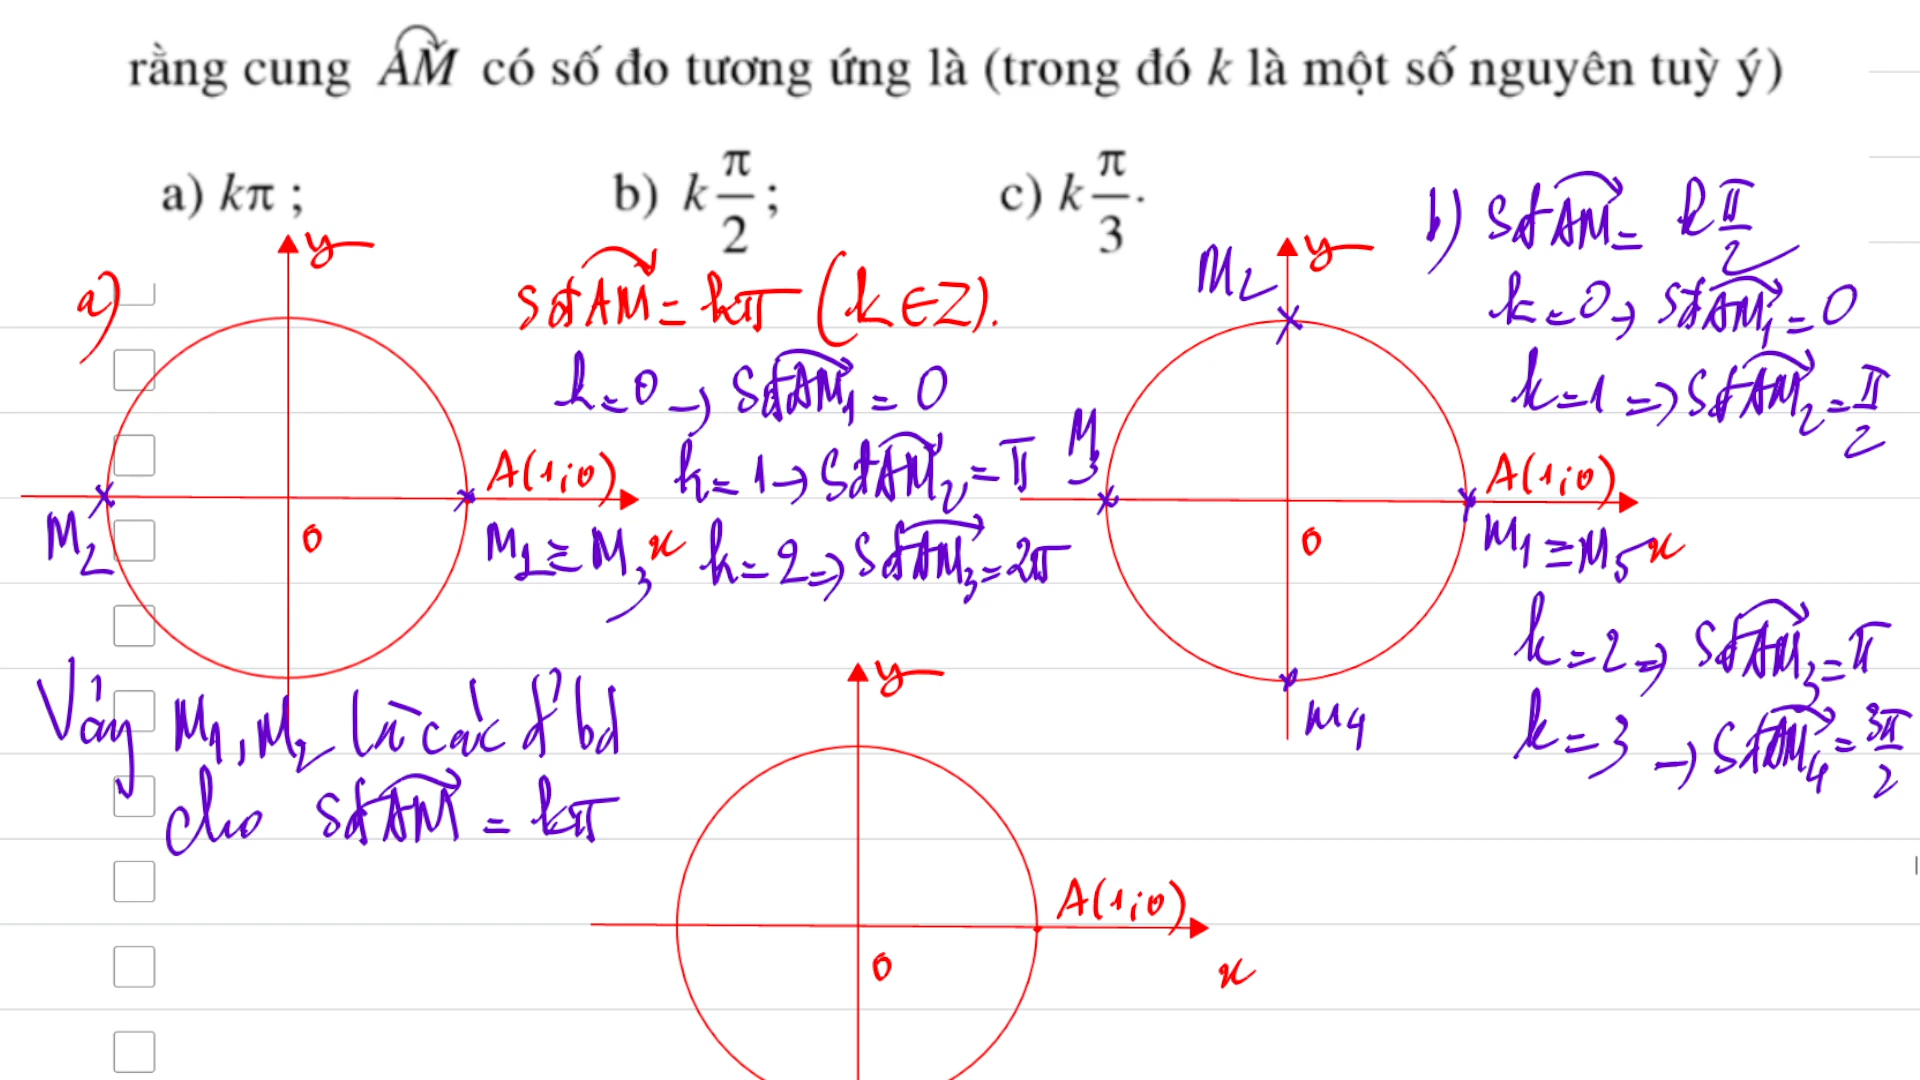 rằng cung AM có số đo tương ứng là (trong đó k là một số nguyên tuỳ ý)
a) kπ ; b) k π/2 ; c) k π/3 .
a)
y
sđ AM = kπ (k ∈ Z).
k = 0 → sđ AM₁ = 0
k = 1 → sđ AM₂ = π
k = 2 => sđ AM₃ = 2π
A(1;0)
M₂
O
M₁ ≡ M₃
x
Vậy M₁, M₂ là các đ' bd
cho sđ AM = kπ
b) sđ AM = k π/2
k = 0 → sđ AM₁ = 0
k = 1 => sđ AM₂ = π/2
y
M₂
M₃
A(1;0)
O
M₁ ≡ M₅
x
M₄
k = 2 => sđ AM₃ = π
k = 3 → sđ AM₄ = 3π/2
y
A(1;0)
O
x